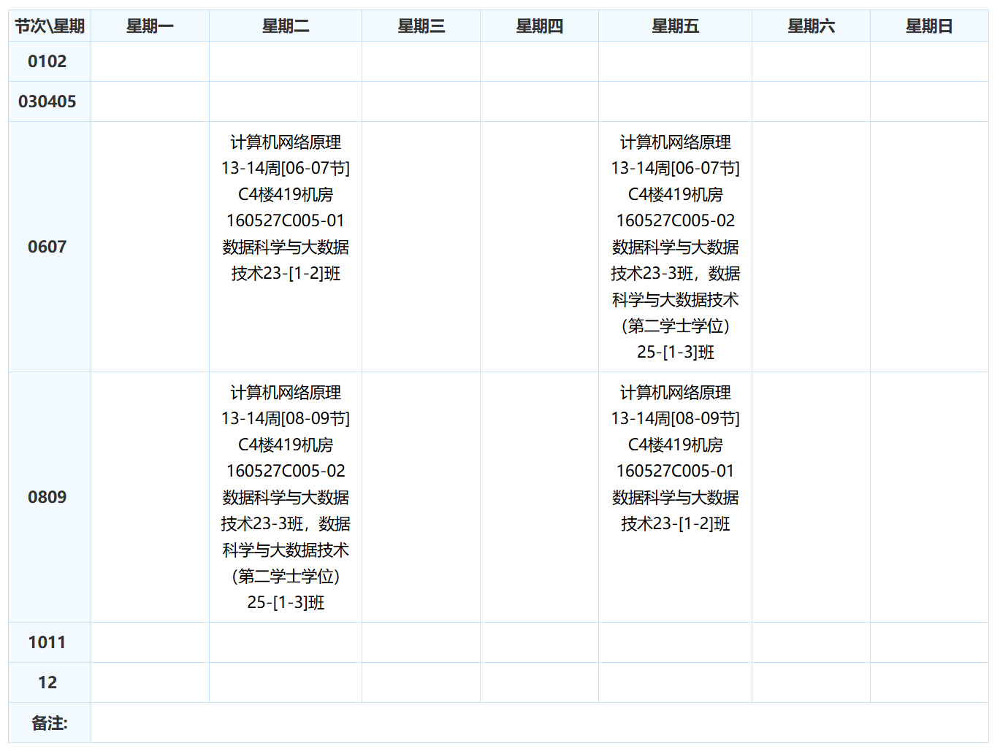 节次\星期 星期一 星期二 星期三 星期四 星期五 星期六 星期日
0102
030405
0607
计算机网络原理
13-14周[06-07节]
C4楼419机房
160527C005-01
数据科学与大数据
技术23-[1-2]班
计算机网络原理
13-14周[06-07节]
C4楼419机房
160527C005-02
数据科学与大数据
技术23-3班，数据
科学与大数据技术
（第二学士学位）
25-[1-3]班
0809
计算机网络原理
13-14周[08-09节]
C4楼419机房
160527C005-02
数据科学与大数据
技术23-3班，数据
科学与大数据技术
（第二学士学位）
25-[1-3]班
计算机网络原理
13-14周[08-09节]
C4楼419机房
160527C005-01
数据科学与大数据
技术23-[1-2]班
1011
12
备注: